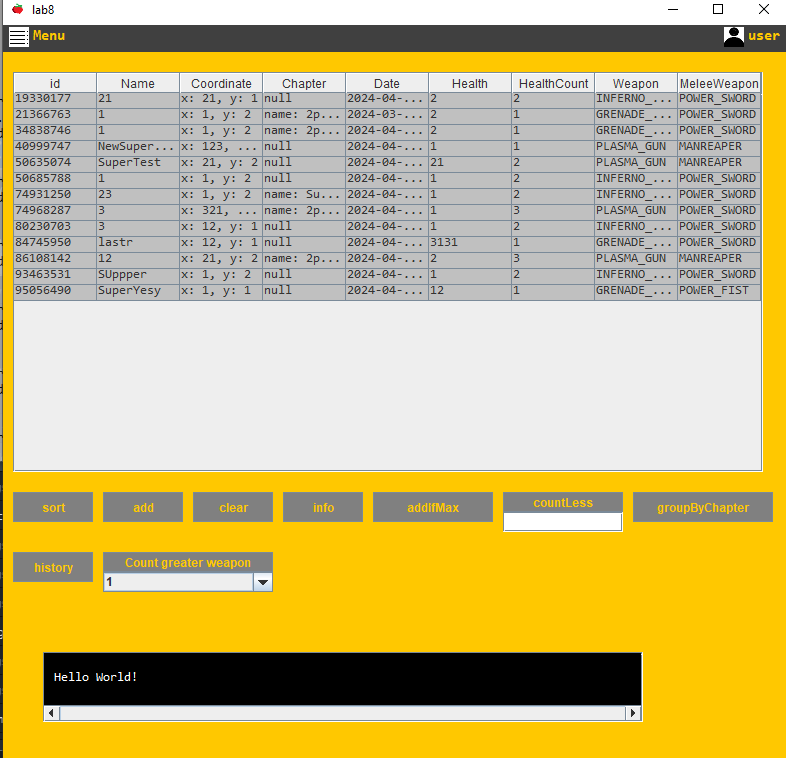 lab8
Menu user
id Name Coordinate Chapter Date Health HealthCount Weapon MeleeWeapon
19330177 21 x: 21, y: 1 null 2024-04-... 2 2 INFERNO_... POWER_SWORD
21366763 1 x: 1, y: 2 name: 2p... 2024-03-... 2 1 GRENADE_... POWER_SWORD
34838746 1 x: 1, y: 2 name: 2p... 2024-04-... 2 1 GRENADE_... POWER_SWORD
40999747 NewSuper... x: 123, ... null 2024-04-... 1 1 PLASMA_GUN MANREAPER
50635074 SuperTest x: 21, y: 2 null 2024-04-... 21 1 PLASMA_GUN MANREAPER
50685788 1 x: 1, y: 2 null 2024-04-... 1 2 INFERNO_... POWER_SWORD
74931250 23 x: 1, y: 2 name: Su... 2024-04-... 1 2 INFERNO_... POWER_SWORD
74968287 3 x: 321, ... name: 2p... 2024-04-... 1 3 PLASMA_GUN POWER_SWORD
80230703 3 x: 12, y: 1 null 2024-04-... 1 2 INFERNO_... POWER_SWORD
84745950 lastr x: 12, y: 1 null 2024-04-... 3131 1 GRENADE_... POWER_SWORD
86108142 12 x: 21, y: 2 name: 2p... 2024-04-... 2 3 PLASMA_GUN MANREAPER
93463531 SUppper x: 1, y: 2 null 2024-04-... 1 2 INFERNO_... POWER_SWORD
95056490 SuperYesy x: 1, y: 1 null 2024-04-... 12 1 GRENADE_... POWER_FIST
sort add clear info addIfMax countLess groupByChapter
history Count greater weapon
1
Hello World!